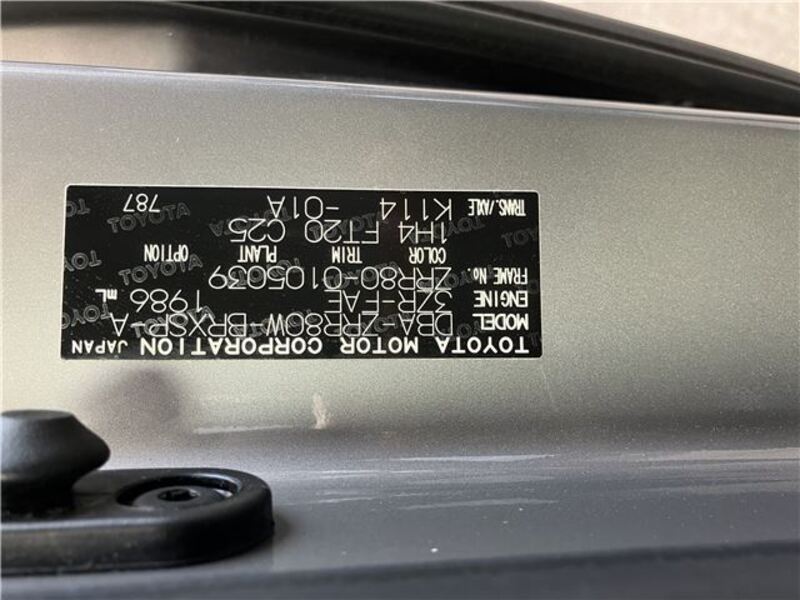 TOYOTA MOTOR CORPORATION JAPAN
MODEL DBA-ZRR80W-BRXSP A
ENGINE 3ZR-FAE 1986 mL
FRAME No. ZRR80-0105039
COLOR TRIM PLANT OPTION
1H4 FT20 C25
TRANS./AXLE K114 -01A 787